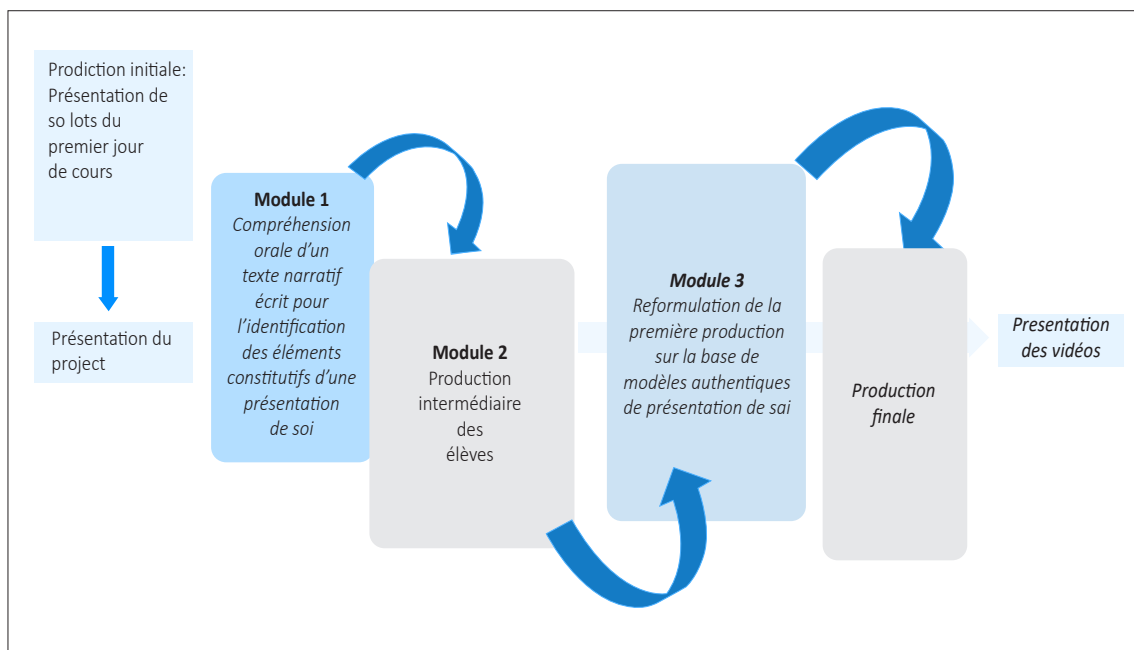 Prodiction initiale:
Présentation de
so lots du
premier jour
de cours
Présentation du
project
Module 1
Compréhension
orale d'un
texte narratif
écrit pour
l'identification
des éléments
constitutifs d'une
présentation
de soi
Module 2
Production
intermédiaire
des
élèves
Module 3
Reformulation de la
première production
sur la base de
modèles authentiques
de présentation de sai
Production
finale
Presentation
des vidéos